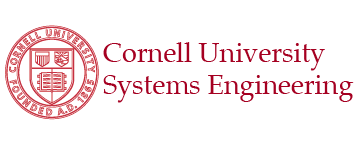 CORNELL UNIVERSITY
FOUNDED A.D. 1865
Cornell University
Systems Engineering